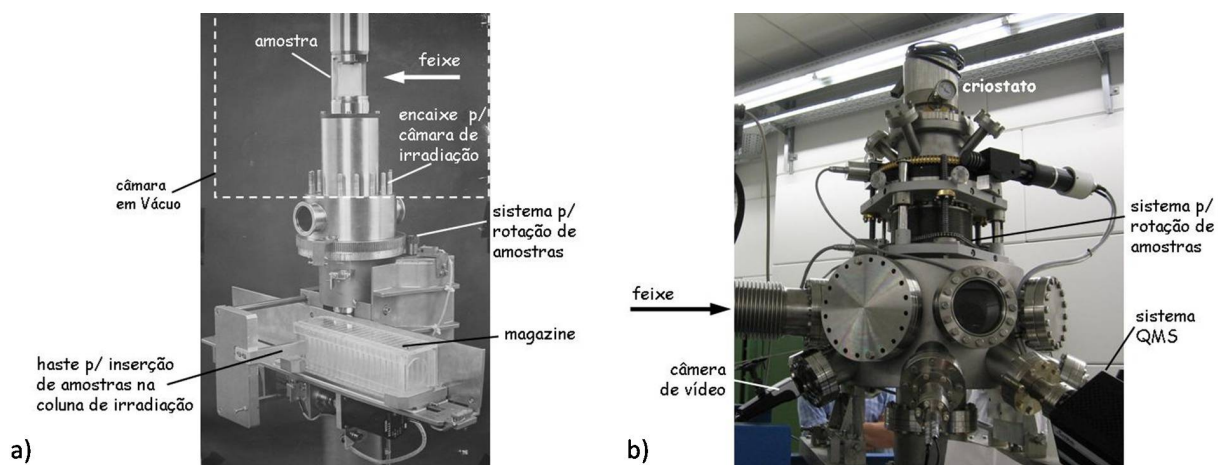 amostra
feixe
encaixe p/
câmara de
irradiação
câmara
em Vácuo
sistema p/
rotação de
amostras
magazine
haste p/ inserção
de amostras na
coluna de irradiação
a)
criostato
sistema p/
rotação de
amostras
feixe
sistema
QMS
câmera
de vídeo
b)